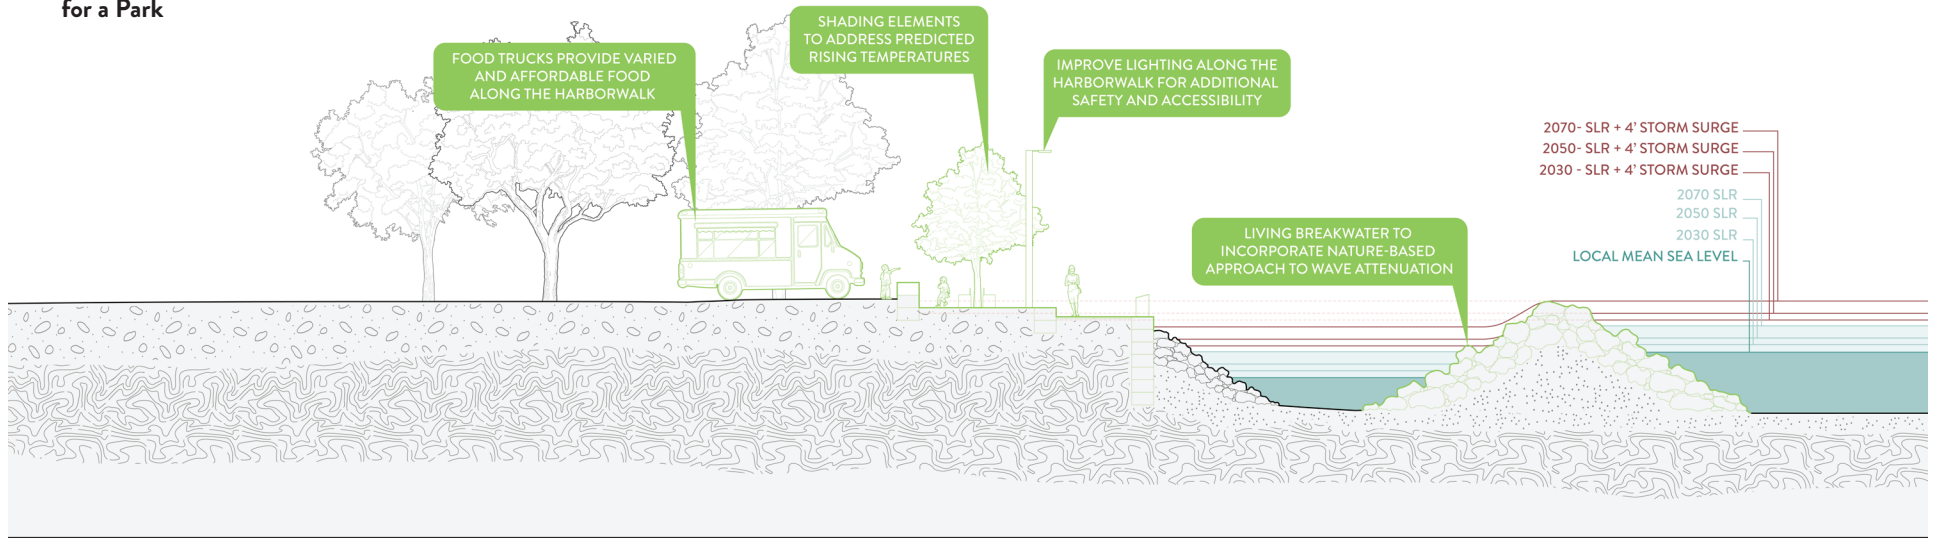 for a Park
FOOD TRUCKS PROVIDE VARIED
AND AFFORDABLE FOOD
ALONG THE HARBORWALK
SHADING ELEMENTS
TO ADDRESS PREDICTED
RISING TEMPERATURES
IMPROVE LIGHTING ALONG THE
HARBORWALK FOR ADDITIONAL
SAFETY AND ACCESSIBILITY
LIVING BREAKWATER TO
INCORPORATE NATURE-BASED
APPROACH TO WAVE ATTENUATION
2070- SLR + 4' STORM SURGE
2050- SLR + 4' STORM SURGE
2030 - SLR + 4' STORM SURGE
2070 SLR
2050 SLR
2030 SLR
LOCAL MEAN SEA LEVEL